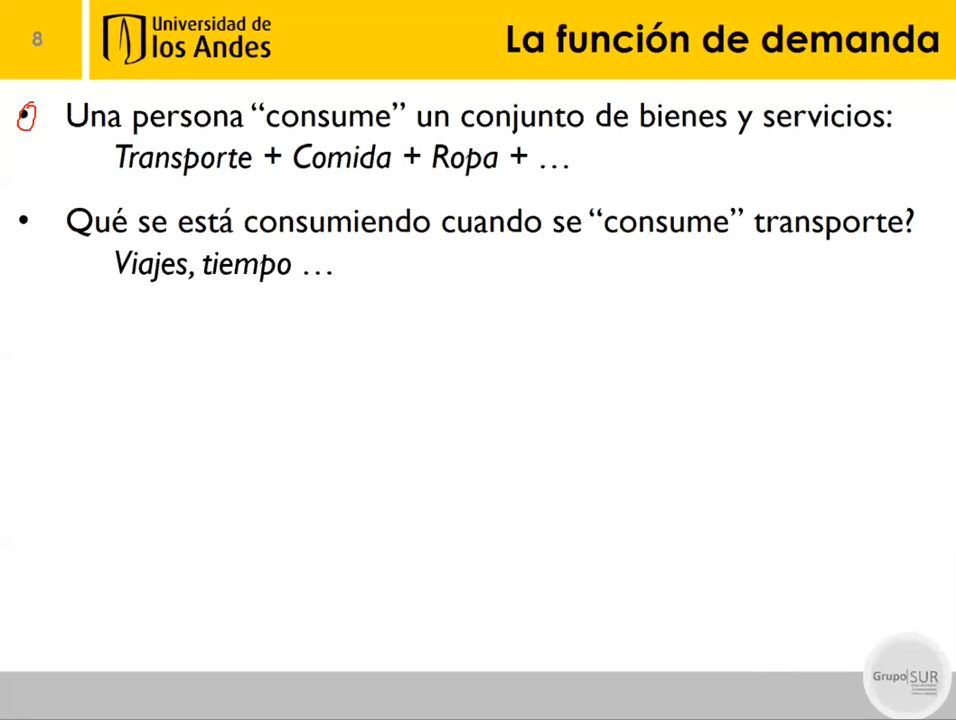 8
Universidad de
los Andes
La función de demanda
• Una persona “consume” un conjunto de bienes y servicios:
Transporte + Comida + Ropa + …
• Qué se está consumiendo cuando se “consume” transporte?
Viajes, tiempo …
Grupo|SUR